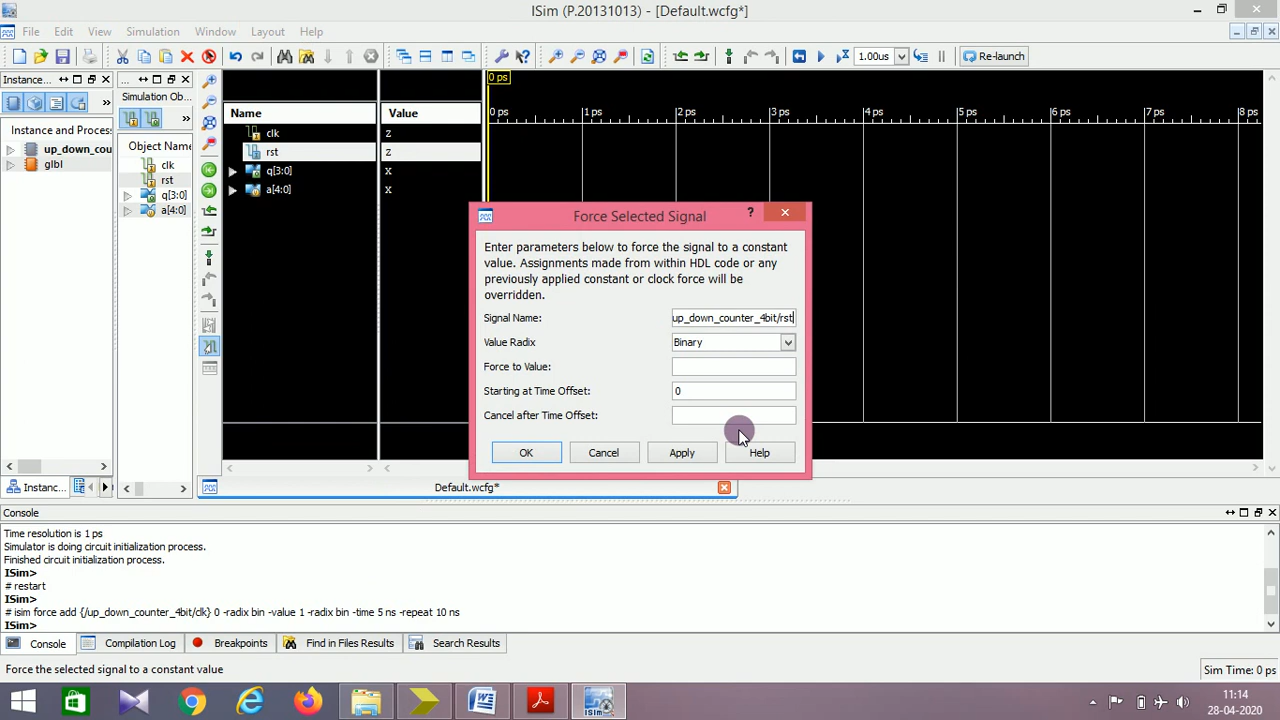 ISim (P.20131013) - [Default.wcfg*]
File Edit View Simulation Window Layout Help
1.00us Re-launch
Instance...
Simulation Ob
Instance and Process
Object Name
up_down_cou
glbl
clk
rst
q[3:0]
a[4:0]
Name Value
clk z
rst z
q[3:0] x
a[4:0] x
0 ps
0 ps 1 ps 2 ps 3 ps 4 ps 5 ps 6 ps 7 ps 8 ps
Force Selected Signal
Enter parameters below to force the signal to a constant
value. Assignments made from within HDL code or any
previously applied constant or clock force will be
overridden.
Signal Name: up_down_counter_4bit/rst
Value Radix Binary
Force to Value:
Starting at Time Offset: 0
Cancel after Time Offset:
OK Cancel Apply Help
Instanc...
Default.wcfg*
Console
Time resolution is 1 ps
Simulator is doing circuit initialization process.
Finished circuit initialization process.
ISim>
# restart
ISim>
# isim force add {/up_down_counter_4bit/clk} 0 -radix bin -value 1 -radix bin -time 5 ns -repeat 10 ns
ISim>
Console Compilation Log Breakpoints Find in Files Results Search Results
Force the selected signal to a constant value
Sim Time: 0 ps
11:14
28-04-2020